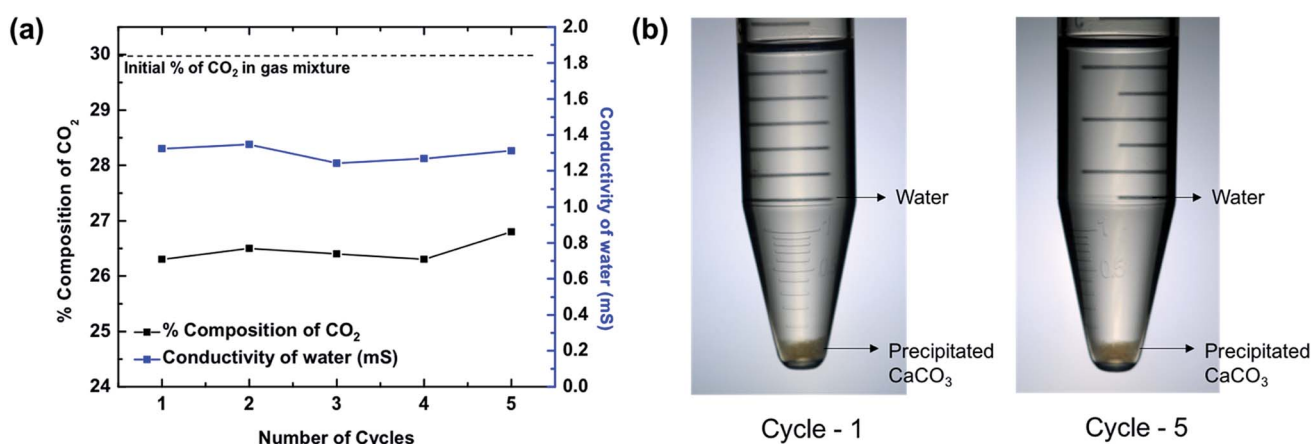 (a)
30
29
28
27
26
25
24
% Composition of CO₂
Initial % of CO₂ in gas mixture
% Composition of CO₂
Conductivity of water (mS)
1 2 3 4 5
Number of Cycles
2.0
1.8
1.6
1.4
1.2
1.0
0.8
0.6
0.4
0.2
0.0
Conductivity of water (mS)
(b)
Water
Precipitated
CaCO₃
Cycle - 1
Water
Precipitated
CaCO₃
Cycle - 5